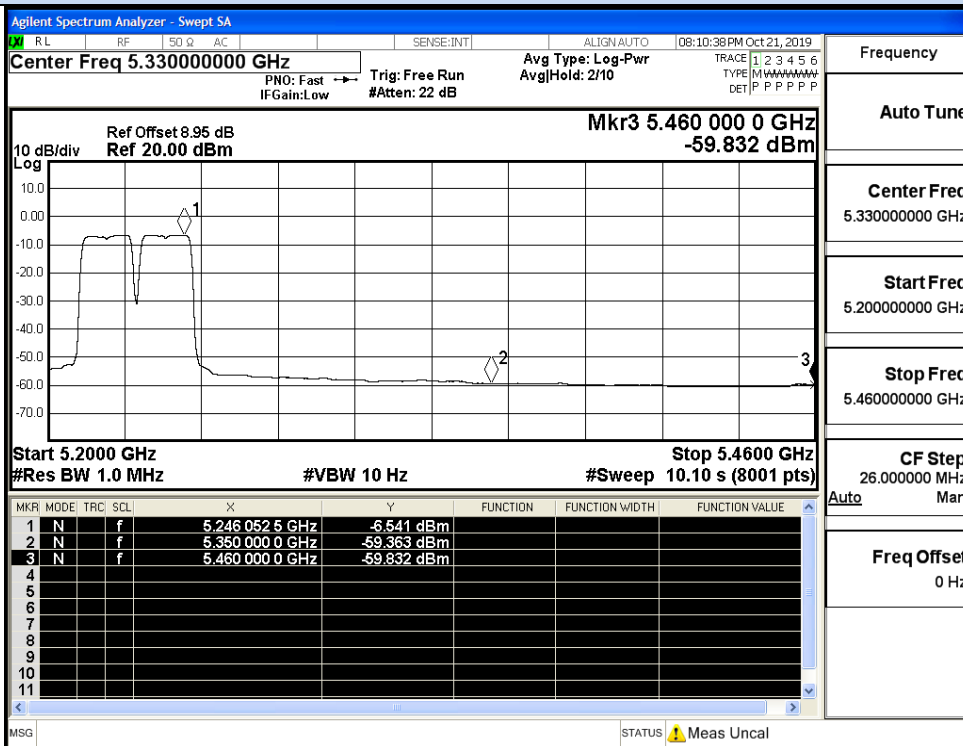 Agilent Spectrum Analyzer - Swept SA
LXI RL RF 50 Ω AC SENSE:INT ALIGN AUTO 08:10:38 PM Oct 21, 2019
Center Freq 5.330000000 GHz
PNO: Fast
IFGain:Low
Trig: Free Run
#Atten: 22 dB
Avg Type: Log-Pwr
Avg|Hold: 2/10
TRACE 1 2 3 4 5 6
TYPE M WWWWW
DET P P P P P P
Ref Offset 8.95 dB
Ref 20.00 dBm
10 dB/div
Log
Mkr3 5.460 000 0 GHz
-59.832 dBm
10.0
0.00
-10.0
-20.0
-30.0
-40.0
-50.0
-60.0
-70.0
1
2
3
Start 5.2000 GHz Stop 5.4600 GHz
#Res BW 1.0 MHz #VBW 10 Hz #Sweep 10.10 s (8001 pts)
MKR MODE TRC SCL X Y FUNCTION FUNCTION WIDTH FUNCTION VALUE
1 N f 5.246 052 5 GHz -6.541 dBm
2 N f 5.350 000 0 GHz -59.363 dBm
3 N f 5.460 000 0 GHz -59.832 dBm
4
5
6
7
8
9
10
11
MSG STATUS Meas Uncal
Frequency
Auto Tune
Center Freq
5.330000000 GHz
Start Freq
5.200000000 GHz
Stop Freq
5.460000000 GHz
CF Step
26.000000 MHz
Auto Man
Freq Offset
0 Hz